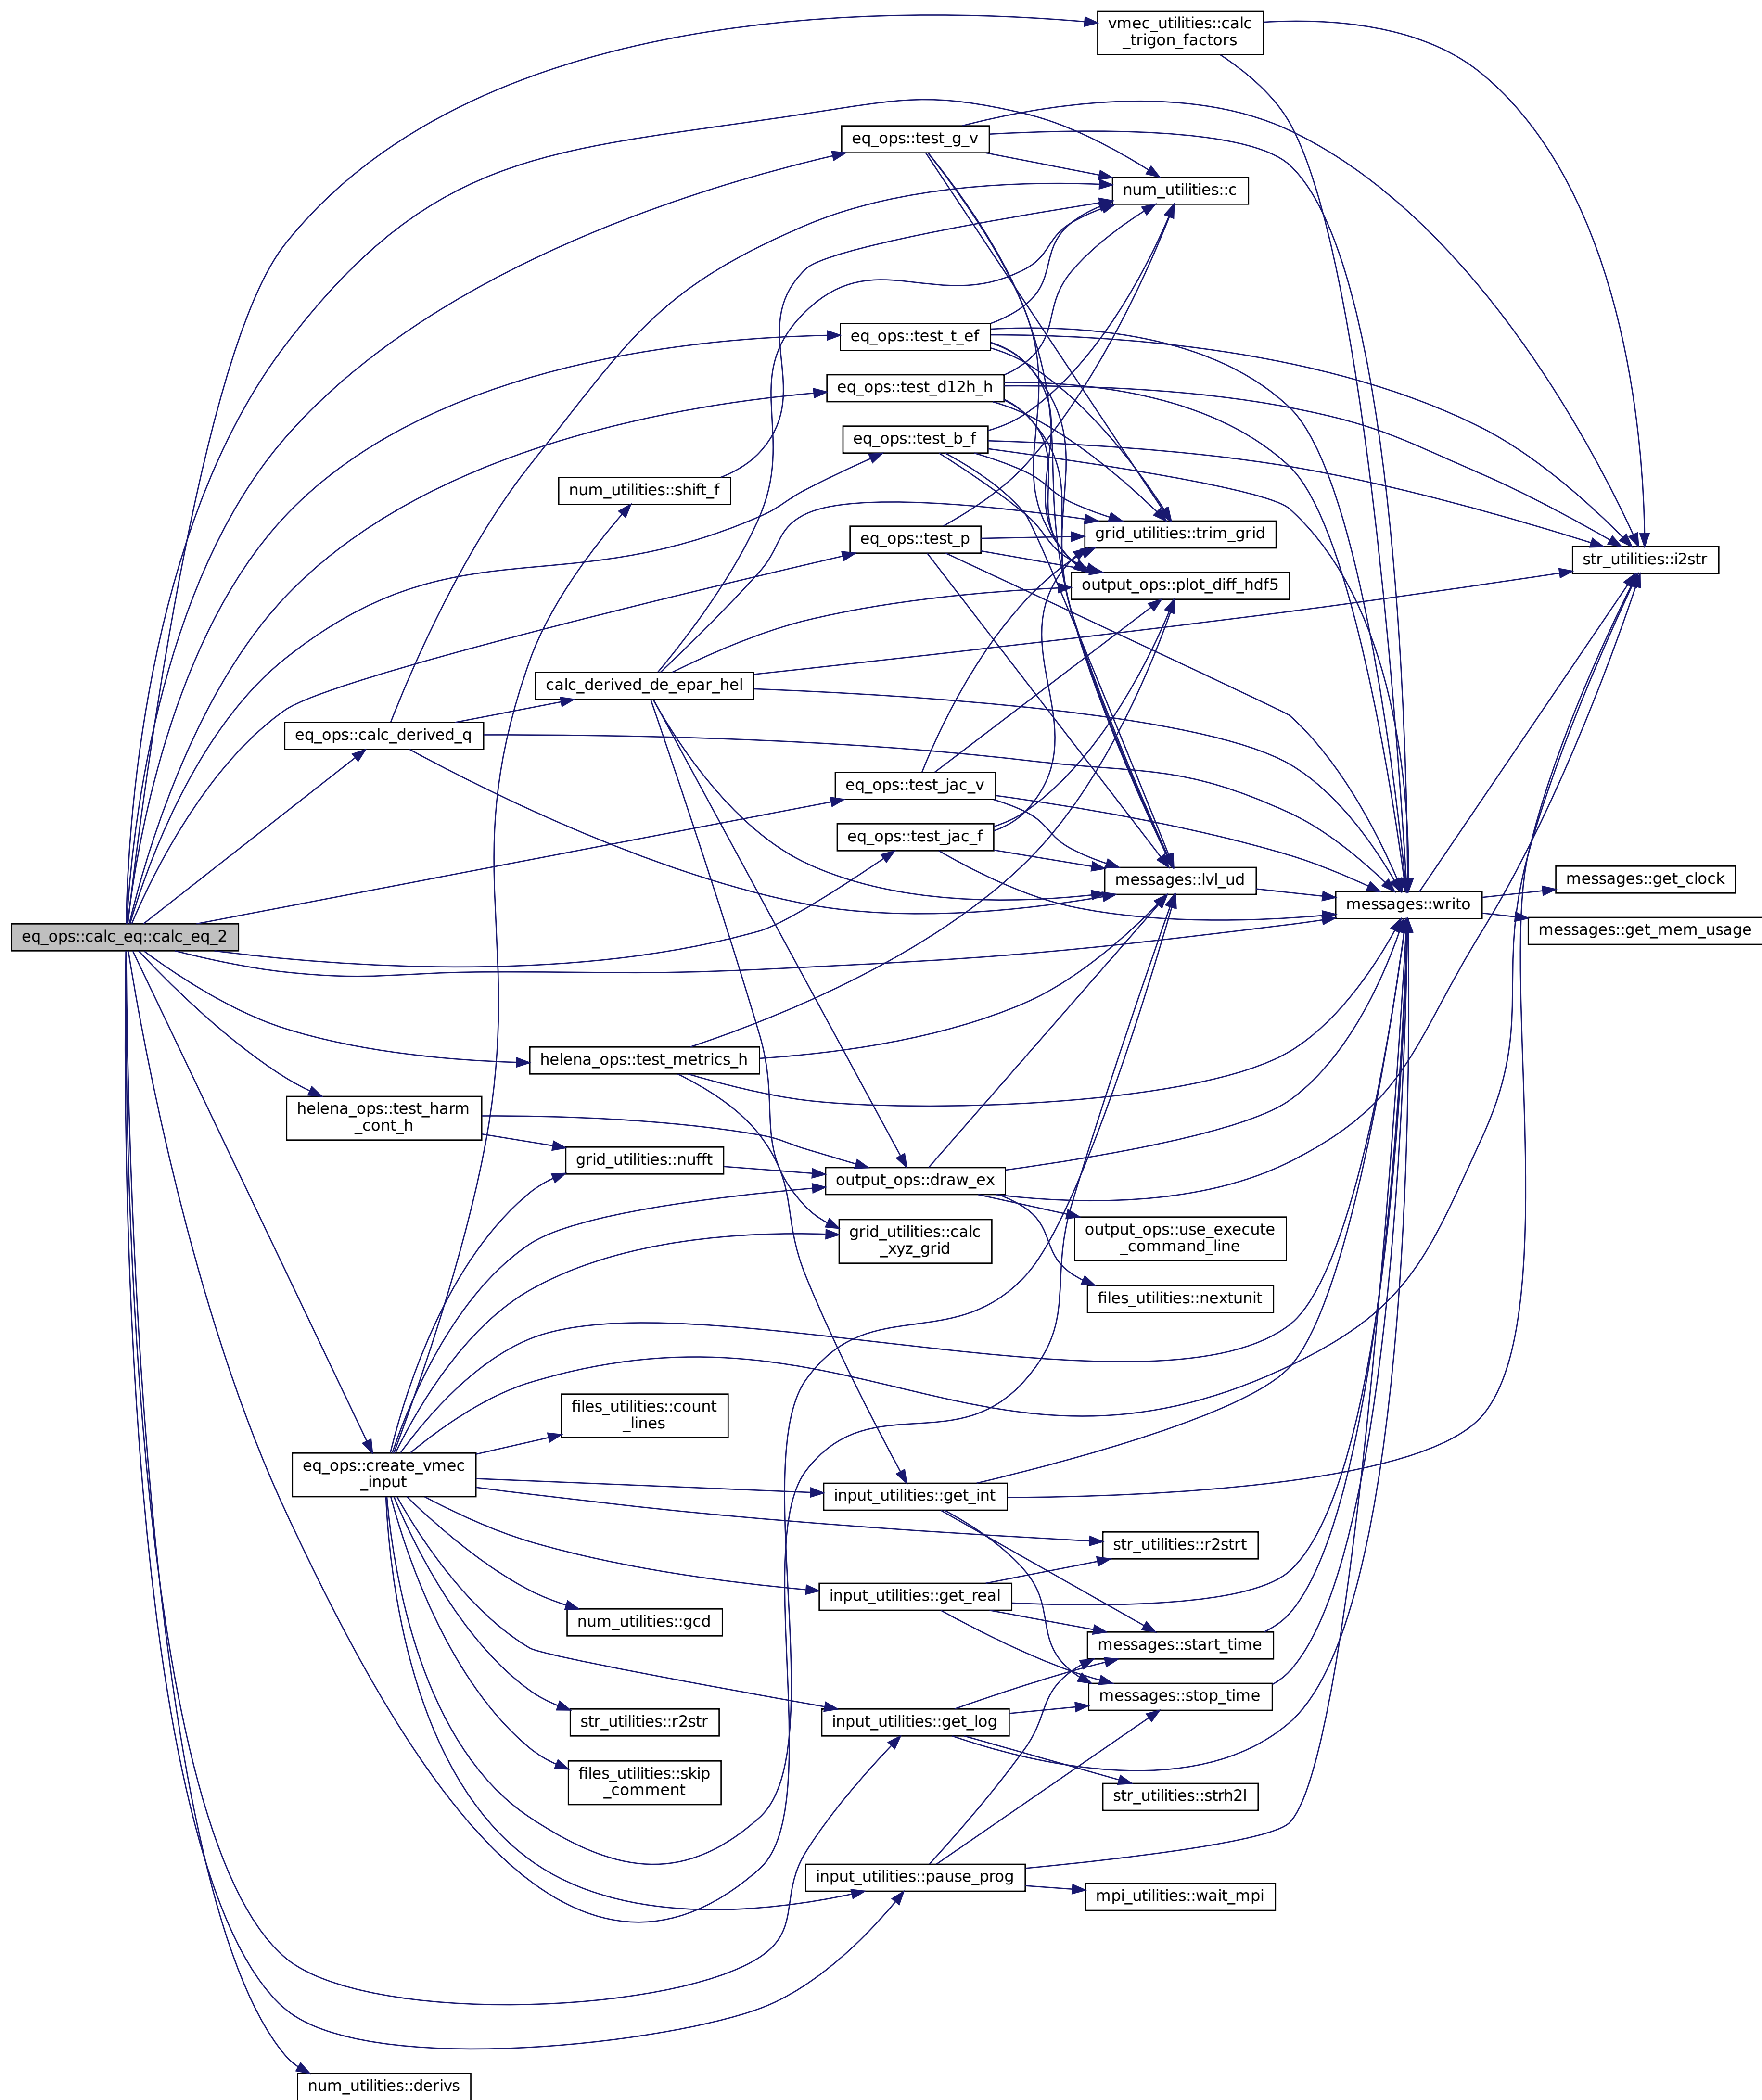 vmec_utilities::calc
_trigon_factors
eq_ops::test_g_v
num_utilities::c
eq_ops::test_t_ef
eq_ops::test_d12h_h
eq_ops::test_b_f
num_utilities::shift_f
grid_utilities::trim_grid
eq_ops::test_p
str_utilities::i2str
output_ops::plot_diff_hdf5
calc_derived_de_epar_hel
eq_ops::calc_derived_q
eq_ops::test_jac_v
eq_ops::test_jac_f
messages::lvl_ud
messages::get_clock
messages::writo
messages::get_mem_usage
eq_ops::calc_eq::calc_eq_2
helena_ops::test_metrics_h
helena_ops::test_harm
_cont_h
grid_utilities::nufft
output_ops::draw_ex
grid_utilities::calc
_xyz_grid
output_ops::use_execute
_command_line
files_utilities::nextunit
files_utilities::count
_lines
eq_ops::create_vmec
_input
input_utilities::get_int
str_utilities::r2strt
input_utilities::get_real
num_utilities::gcd
messages::start_time
messages::stop_time
str_utilities::r2str
input_utilities::get_log
files_utilities::skip
_comment
str_utilities::strh2l
input_utilities::pause_prog
mpi_utilities::wait_mpi
num_utilities::derivs